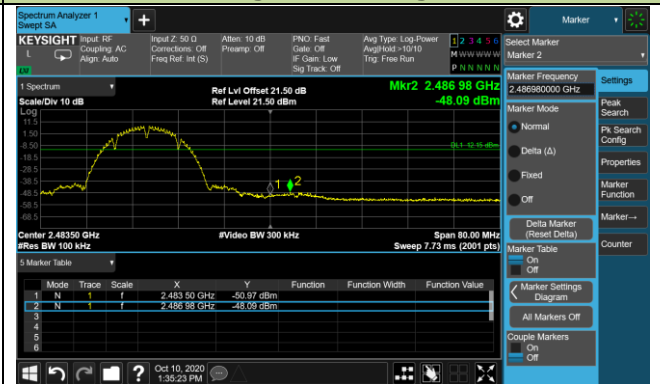 Spectrum Analyzer 1
Swept SA
+
Marker
KEYSIGHT
Input: RF
Coupling: AC
Align: Auto
Input Z: 50 Ω
Corrections: Off
Freq Ref: Int (S)
Atten: 10 dB
Preamp: Off
PNO: Fast
Gate: Off
IF Gain: Low
Sig Track: Off
Avg Type: Log-Power
Avg|Hold:>10/10
Trig: Free Run
1 2 3 4 5 6
M W W W W W
P N N N N N
L
Select Marker
Marker 2
1 Spectrum
Scale/Div 10 dB
Ref Lvl Offset 21.50 dB
Ref Level 21.50 dBm
Mkr2 2.486 98 GHz
-48.09 dBm
Log
11.5
1.50
-8.50
-18.5
-28.5
-38.5
-48.5
-58.5
-68.5
DL1 -12.15 dBm
1
2
Center 2.48350 GHz
#Res BW 100 kHz
#Video BW 300 kHz
Span 80.00 MHz
Sweep 7.73 ms (2001 pts)
5 Marker Table
Mode Trace Scale X Y Function Function Width Function Value
1 N 1 f 2.483 50 GHz -50.97 dBm
2 N 1 f 2.486 98 GHz -48.09 dBm
3
4
5
6
Marker Frequency
2.486980000 GHz
Marker Mode
Normal
Delta (Δ)
Fixed
Off
Delta Marker
(Reset Delta)
Marker Table
On
Off
Marker Settings
Diagram
All Markers Off
Couple Markers
On
Off
Settings
Peak
Search
Pk Search
Config
Properties
Marker
Function
Marker→
Counter
?
Oct 10, 2020
1:35:23 PM